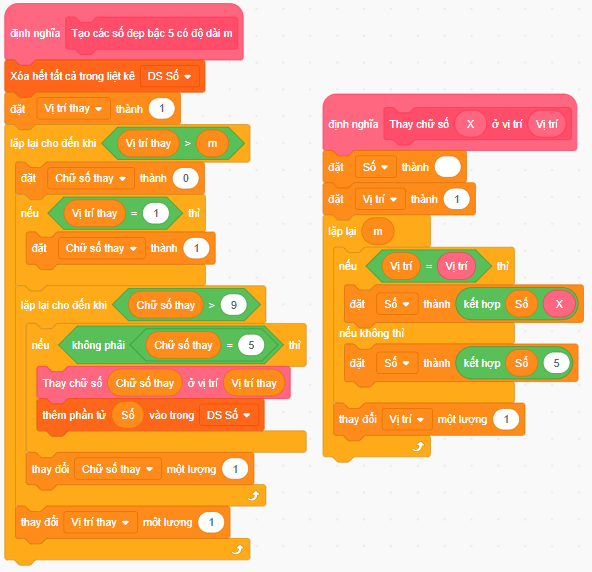 định nghĩa Tạo các số đẹp bậc 5 có độ dài m
Xóa hết tất cả trong liệt kê DS Số
đặt Vị trí thay thành 1
lặp lại cho đến khi Vị trí thay > m
đặt Chữ số thay thành 0
nếu Vị trí thay = 1 thì
đặt Chữ số thay thành 1
lặp lại cho đến khi Chữ số thay > 9
nếu không phải Chữ số thay = 5 thì
Thay chữ số Chữ số thay ở vị trí Vị trí thay
thêm phần tử Số vào trong DS Số
thay đổi Chữ số thay một lượng 1
thay đổi Vị trí thay một lượng 1
định nghĩa Thay chữ số X ở vị trí Vị trí
đặt Số thành
đặt Vị trí thành 1
lặp lại m
nếu Vị trí = Vị trí thì
đặt Số thành kết hợp Số X
nếu không thì
đặt Số thành kết hợp Số 5
thay đổi Vị trí một lượng 1